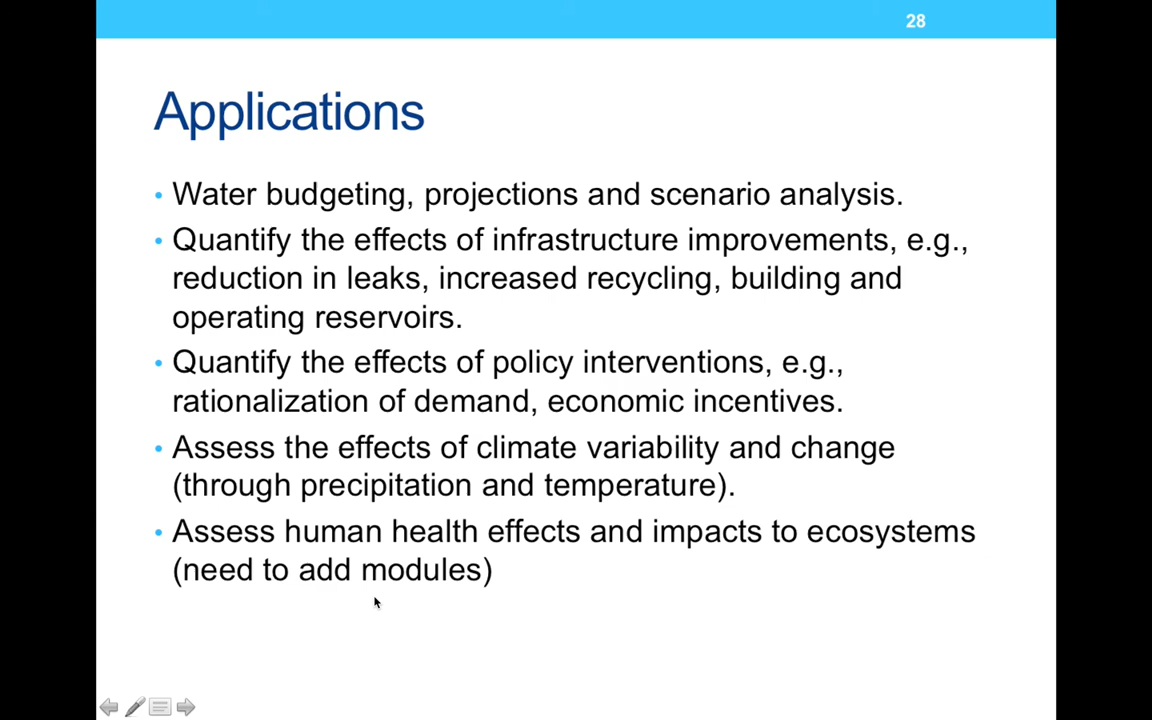 28
Applications
• Water budgeting, projections and scenario analysis.
• Quantify the effects of infrastructure improvements, e.g.,
reduction in leaks, increased recycling, building and
operating reservoirs.
• Quantify the effects of policy interventions, e.g.,
rationalization of demand, economic incentives.
• Assess the effects of climate variability and change
(through precipitation and temperature).
• Assess human health effects and impacts to ecosystems
(need to add modules)